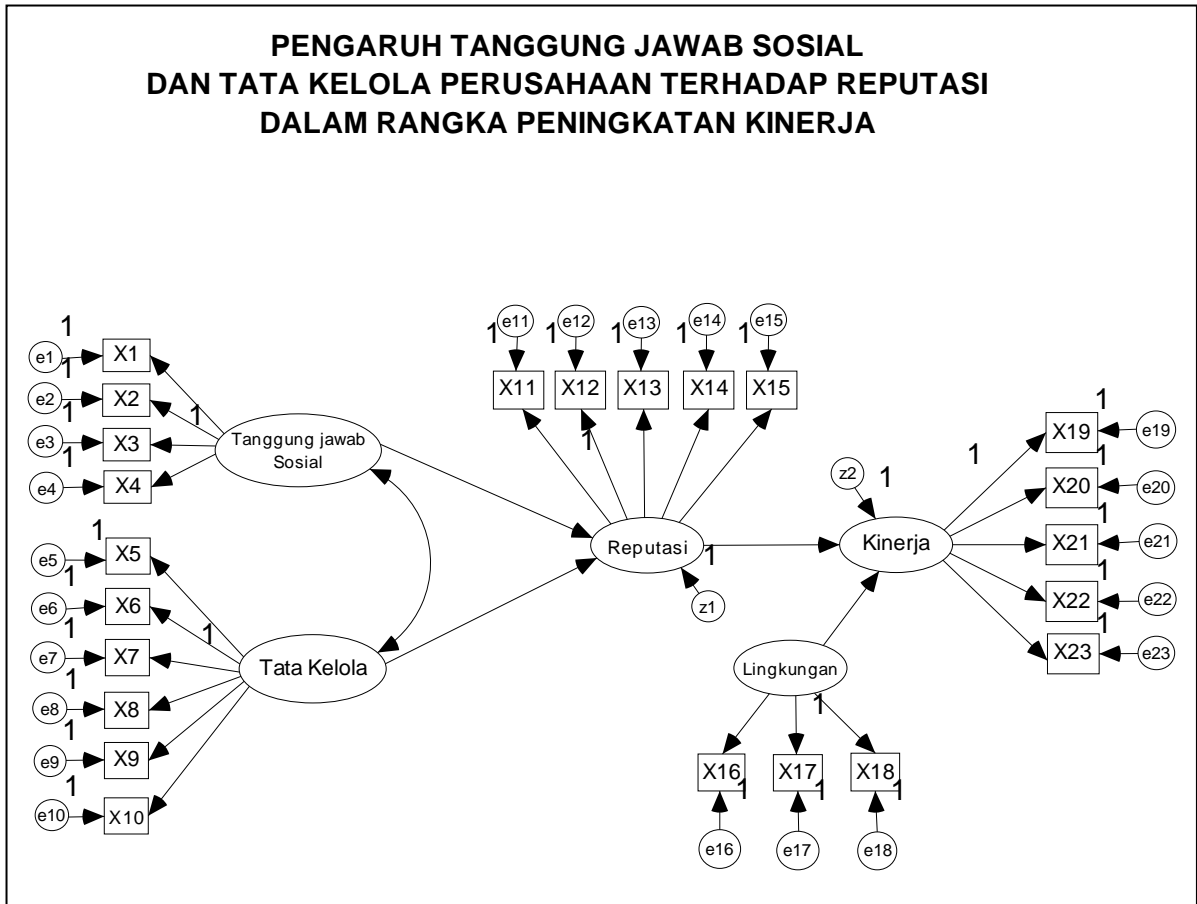 PENGARUH TANGGUNG JAWAB SOSIAL
DAN TATA KELOLA PERUSAHAAN TERHADAP REPUTASI
DALAM RANGKA PENINGKATAN KINERJA
1
e1
X1
1
e2
X2
1
1
e3
X3
1
e4
X4
Tanggung jawab
Sosial
1
e5
X5
1
e6
X6
1
1
e7
X7
1
e8
X8
1
e9
X9
1
e10
X10
Tata Kelola
e11
e12
e13
e14
e15
1
1
1
1
1
X11
X12
X13
X14
X15
1
Reputasi
1
z1
z2
1
Kinerja
1
1
X19
e19
1
X20
e20
1
X21
e21
1
X22
e22
1
X23
e23
Lingkungan
1
X16
X17
X18
1
1
1
e16
e17
e18